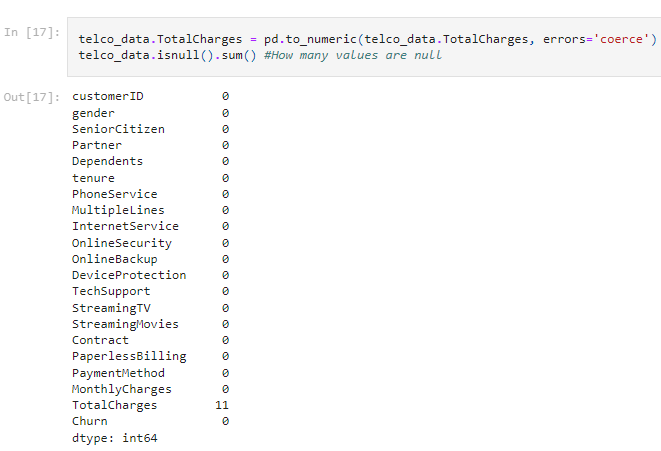 In [17]: telco_data.TotalCharges = pd.to_numeric(telco_data.TotalCharges, errors='coerce')
telco_data.isnull().sum() #How many values are null
Out[17]: customerID 0
gender 0
SeniorCitizen 0
Partner 0
Dependents 0
tenure 0
PhoneService 0
MultipleLines 0
InternetService 0
OnlineSecurity 0
OnlineBackup 0
DeviceProtection 0
TechSupport 0
StreamingTV 0
StreamingMovies 0
Contract 0
PaperlessBilling 0
PaymentMethod 0
MonthlyCharges 0
TotalCharges 11
Churn 0
dtype: int64